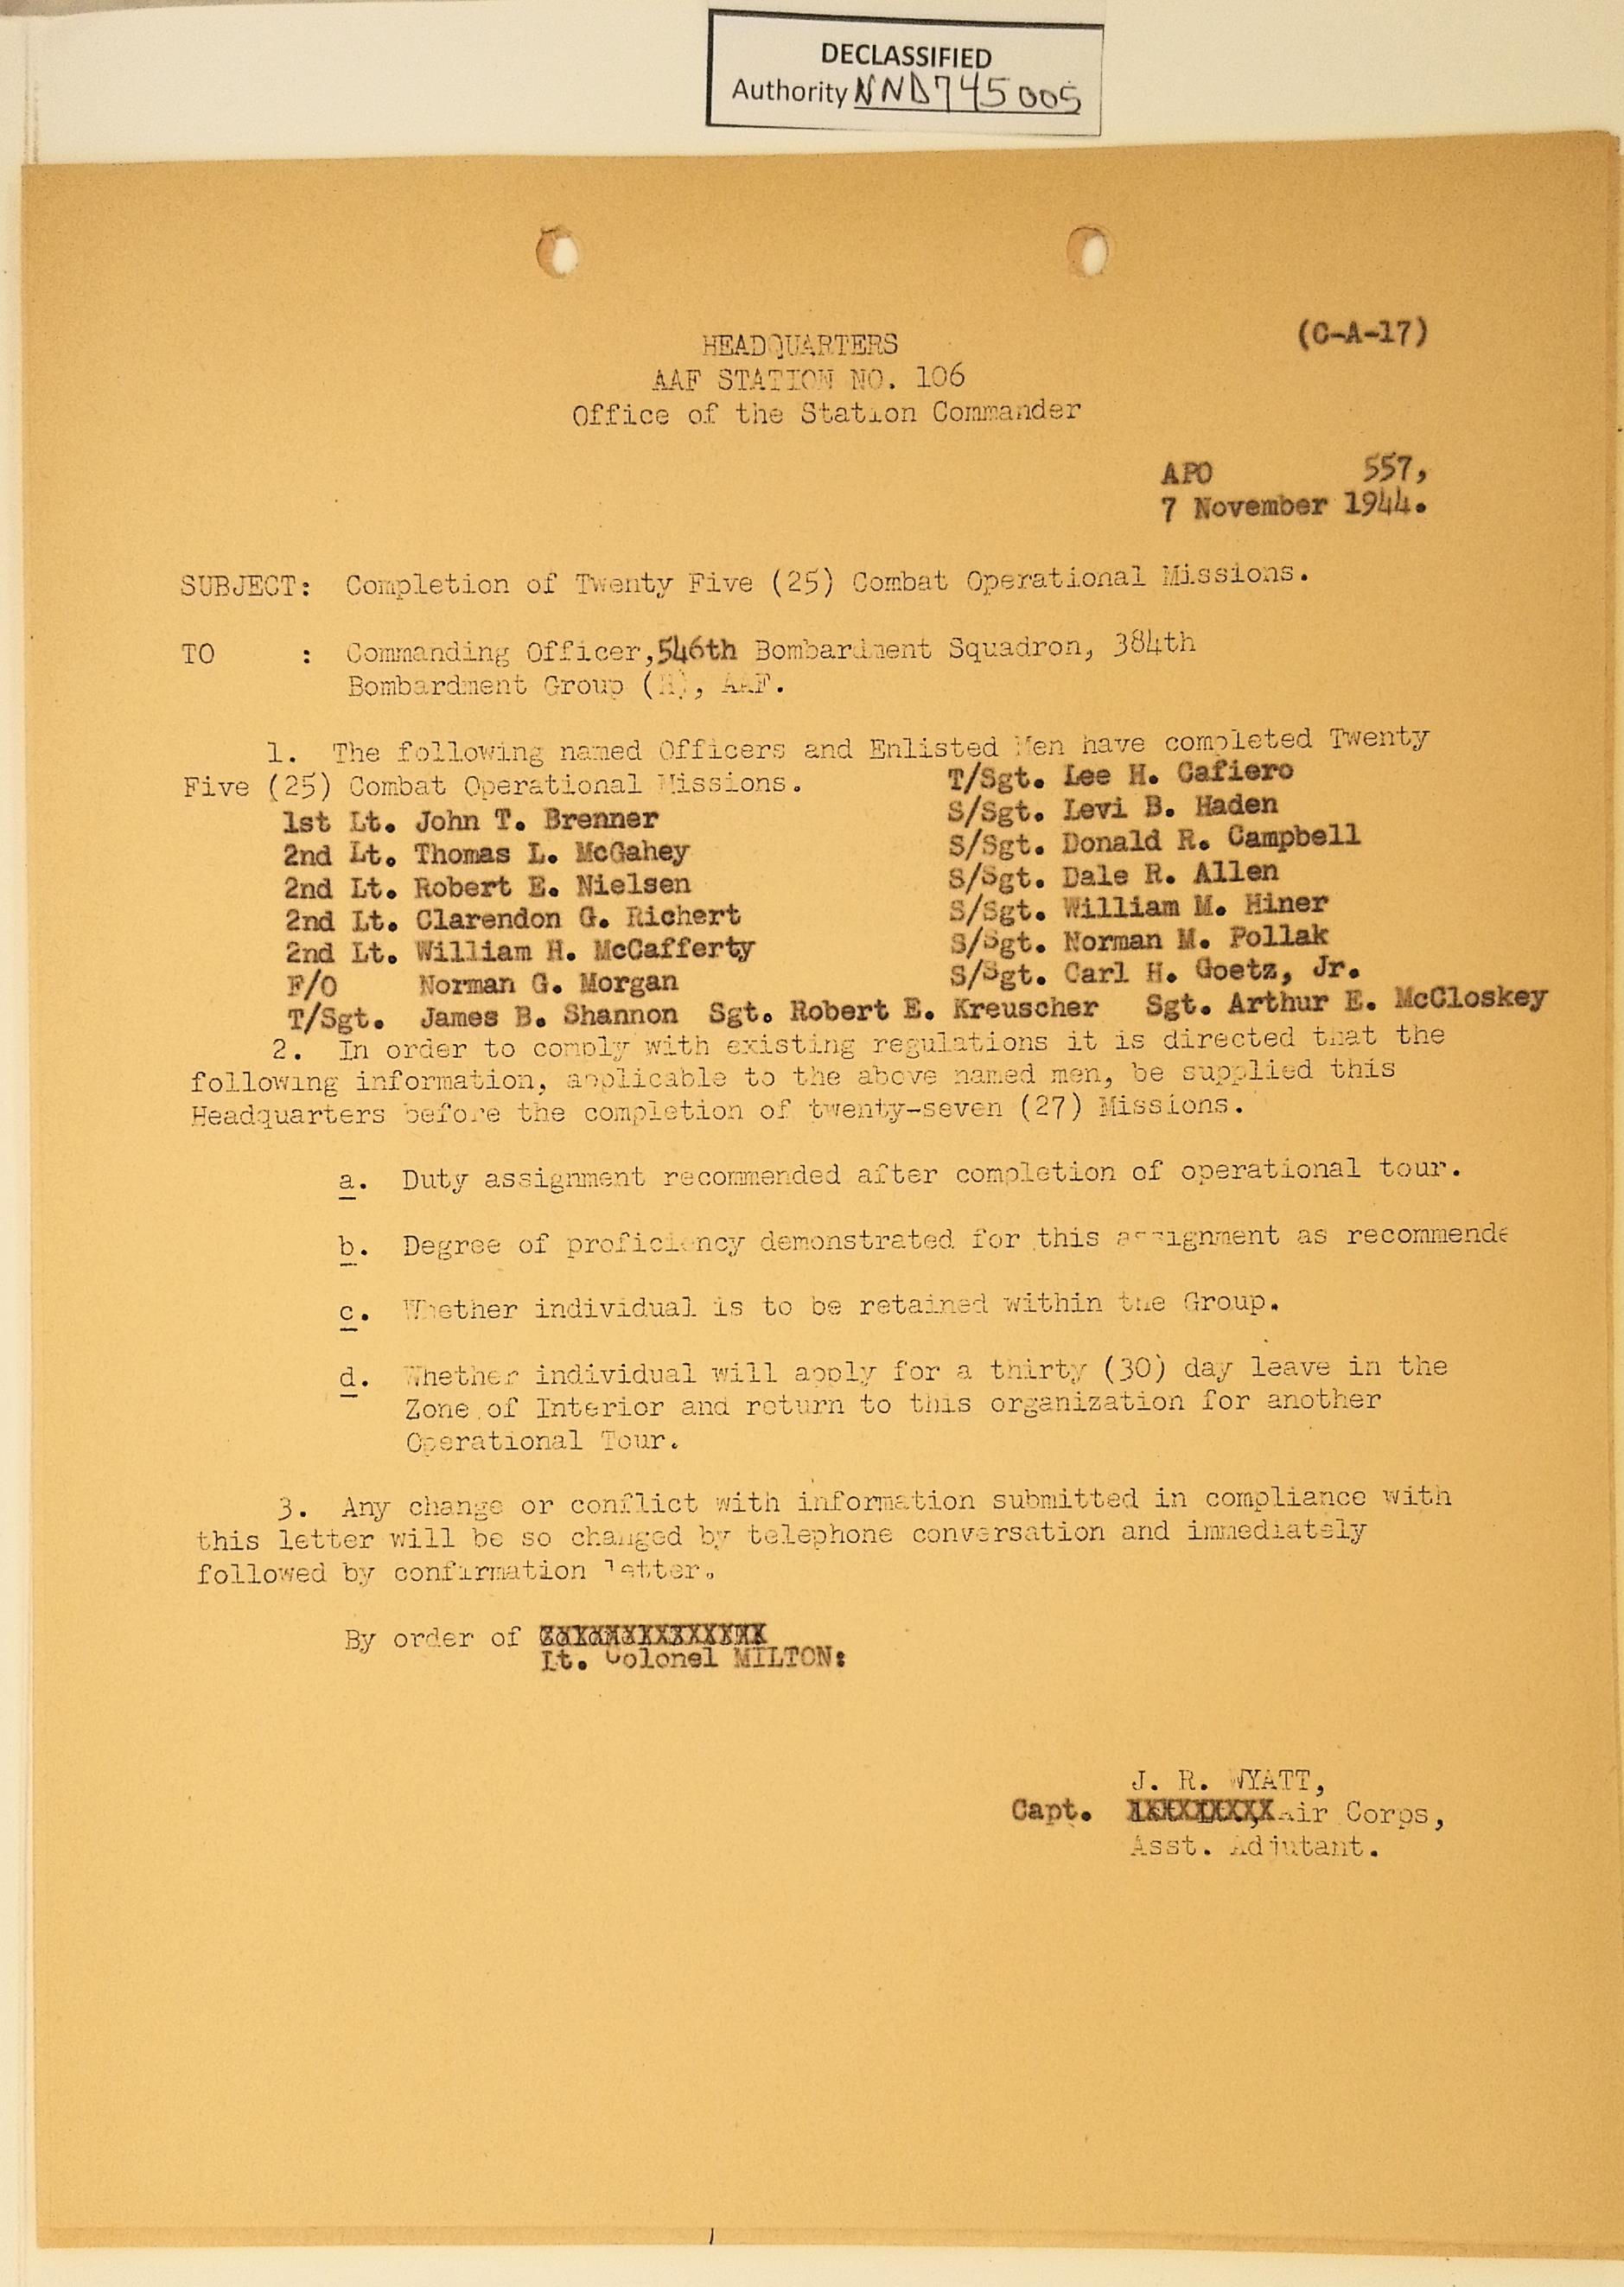 DECLASSIFIED
Authority NND745005
(C-A-17)
HEADQUARTERS
AAF STATION NO. 106
Office of the Station Commander
APO 557,
7 November 1944.
SUBJECT: Completion of Twenty Five (25) Combat Operational Missions.
TO : Commanding Officer, 546th Bombardment Squadron, 384th
Bombardment Group (H), AAF.
1. The following named Officers and Enlisted Men have completed Twenty
Five (25) Combat Operational Missions.
1st Lt. John T. Brenner
2nd Lt. Thomas L. McGahey
2nd Lt. Robert E. Nielsen
2nd Lt. Clarendon G. Richert
2nd Lt. William H. McCafferty
F/O Norman G. Morgan
T/Sgt. James B. Shannon
T/Sgt. Lee H. Cafiero
S/Sgt. Levi B. Haden
S/Sgt. Donald R. Campbell
S/Sgt. Dale R. Allen
S/Sgt. William M. Hiner
S/Sgt. Norman M. Pollak
S/Sgt. Carl H. Goetz, Jr.
Sgt. Robert E. Kreuscher Sgt. Arthur E. McCloskey
2. In order to comply with existing regulations it is directed that the
following information, applicable to the above named men, be supplied this
Headquarters before the completion of twenty-seven (27) Missions.
a. Duty assignment recommended after completion of operational tour.
b. Degree of proficiency demonstrated for this assignment as recommende
c. Whether individual is to be retained within the Group.
d. Whether individual will apply for a thirty (30) day leave in the
Zone of Interior and return to this organization for another
Operational Tour.
3. Any change or conflict with information submitted in compliance with
this letter will be so changed by telephone conversation and immediately
followed by confirmation letter.
By order of
Lt. Colonel MILTON:
J. R. WYATT,
Capt. Air Corps,
Asst. Adjutant.